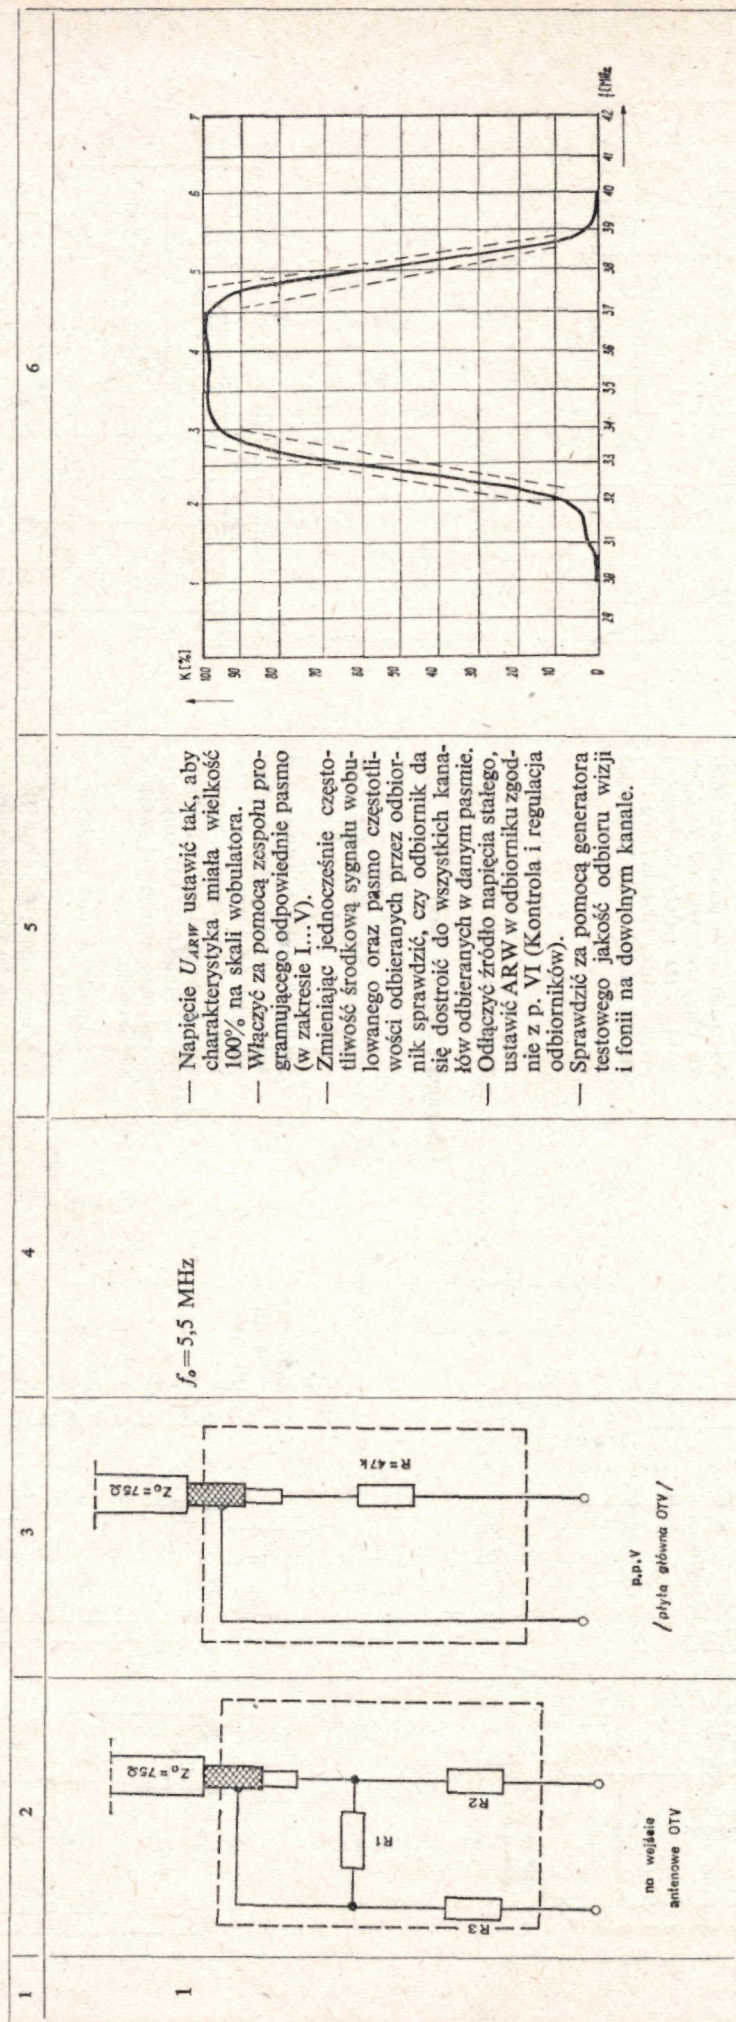 1
2
3
4
5
6
1
Z₀=75Ω
R1
R2
R3
no wejście
antenowe OTV
Z₀=75Ω
R=47k
p.p.V
/płyta główna OTV/
fₒ=5,5 MHz
— Napięcie U_ARW ustawić tak, aby
charakterystyka miała wielkość
100% na skali wobulatora.
— Włączyć za pomocą zespołu pro-
gramującego odpowiednie pasmo
(w zakresie I...V).
— Zmieniając jednocześnie często-
tliwość środkową sygnału wobu-
lowanego oraz pasmo częstotli-
wości odbieranych przez odbior-
nik sprawdzić, czy odbiornik da
się dostroić do wszystkich kana-
łów odbieranych w danym pasmie.
— Odłączyć źródło napięcia stałego,
ustawić ARW w odbiorniku zgod-
nie z p. VI (Kontrola i regulacja
odbiorników).
— Sprawdzić za pomocą generatora
testowego jakość odbioru wizji
i fonii na dowolnym kanale.
K[%]
1 2 3 4 5 6 7
100
90
80
70
60
50
40
30
20
10
0
29 30 31 32 33 34 35 36 37 38 39 40 41 42 f[MHz